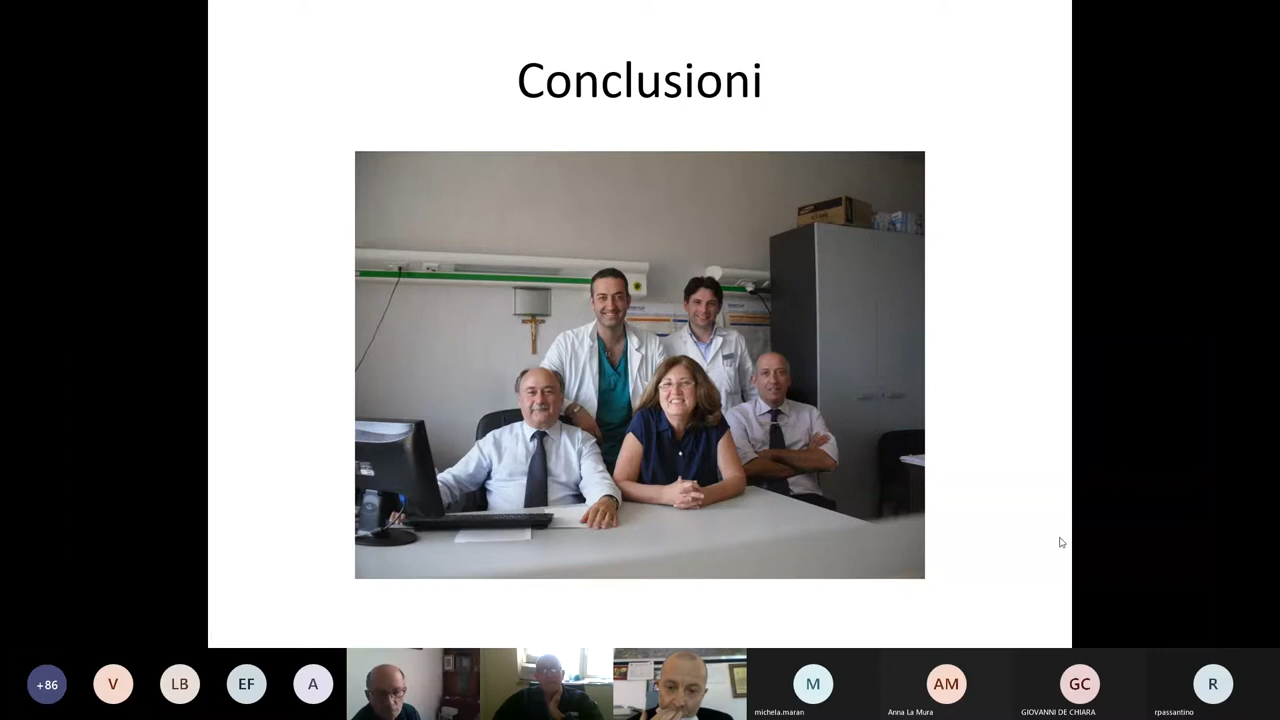 Conclusioni
+86
V
LB
EF
A
M
michela.maran
AM
Anna La Mura
GC
GIOVANNI DE CHIARA
R
rpassantino